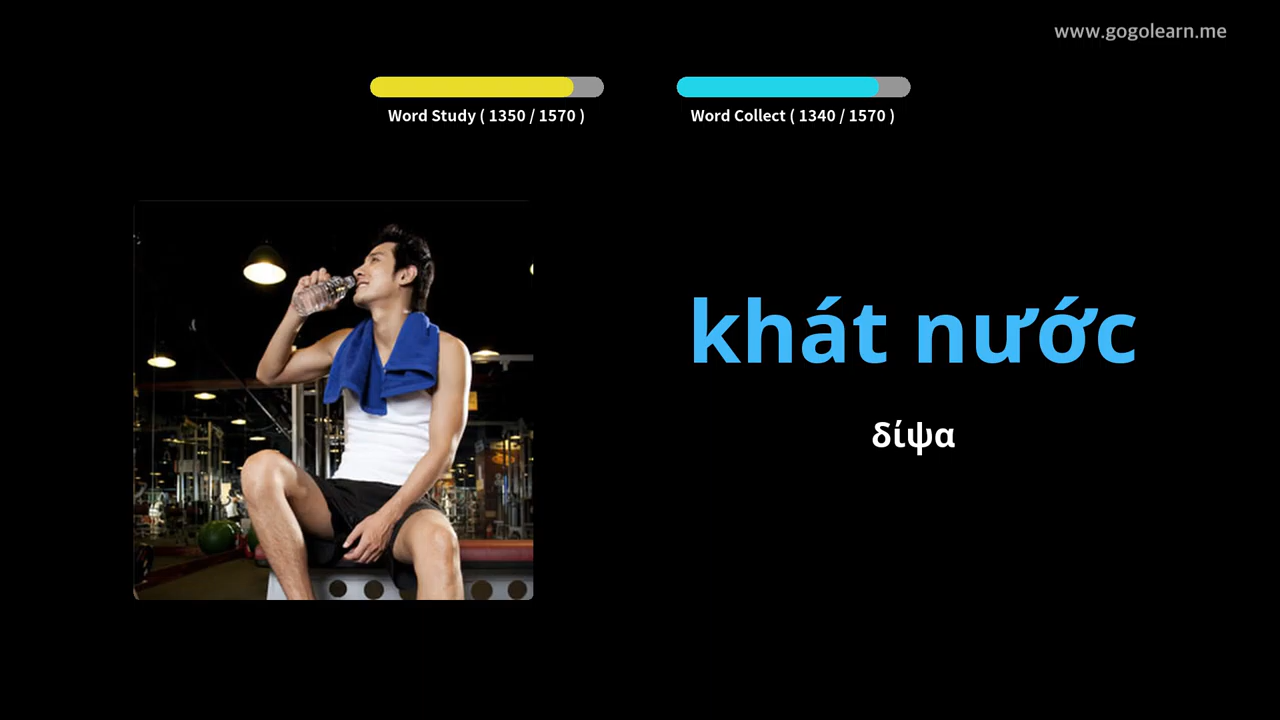 www.gogolearn.me
Word Study ( 1350 / 1570 )
Word Collect ( 1340 / 1570 )
khát nước
δίψα